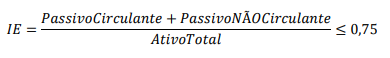 IE = PassivoCirculante + PassivoNÃOCirculante / AtivoTotal ≤ 0,75